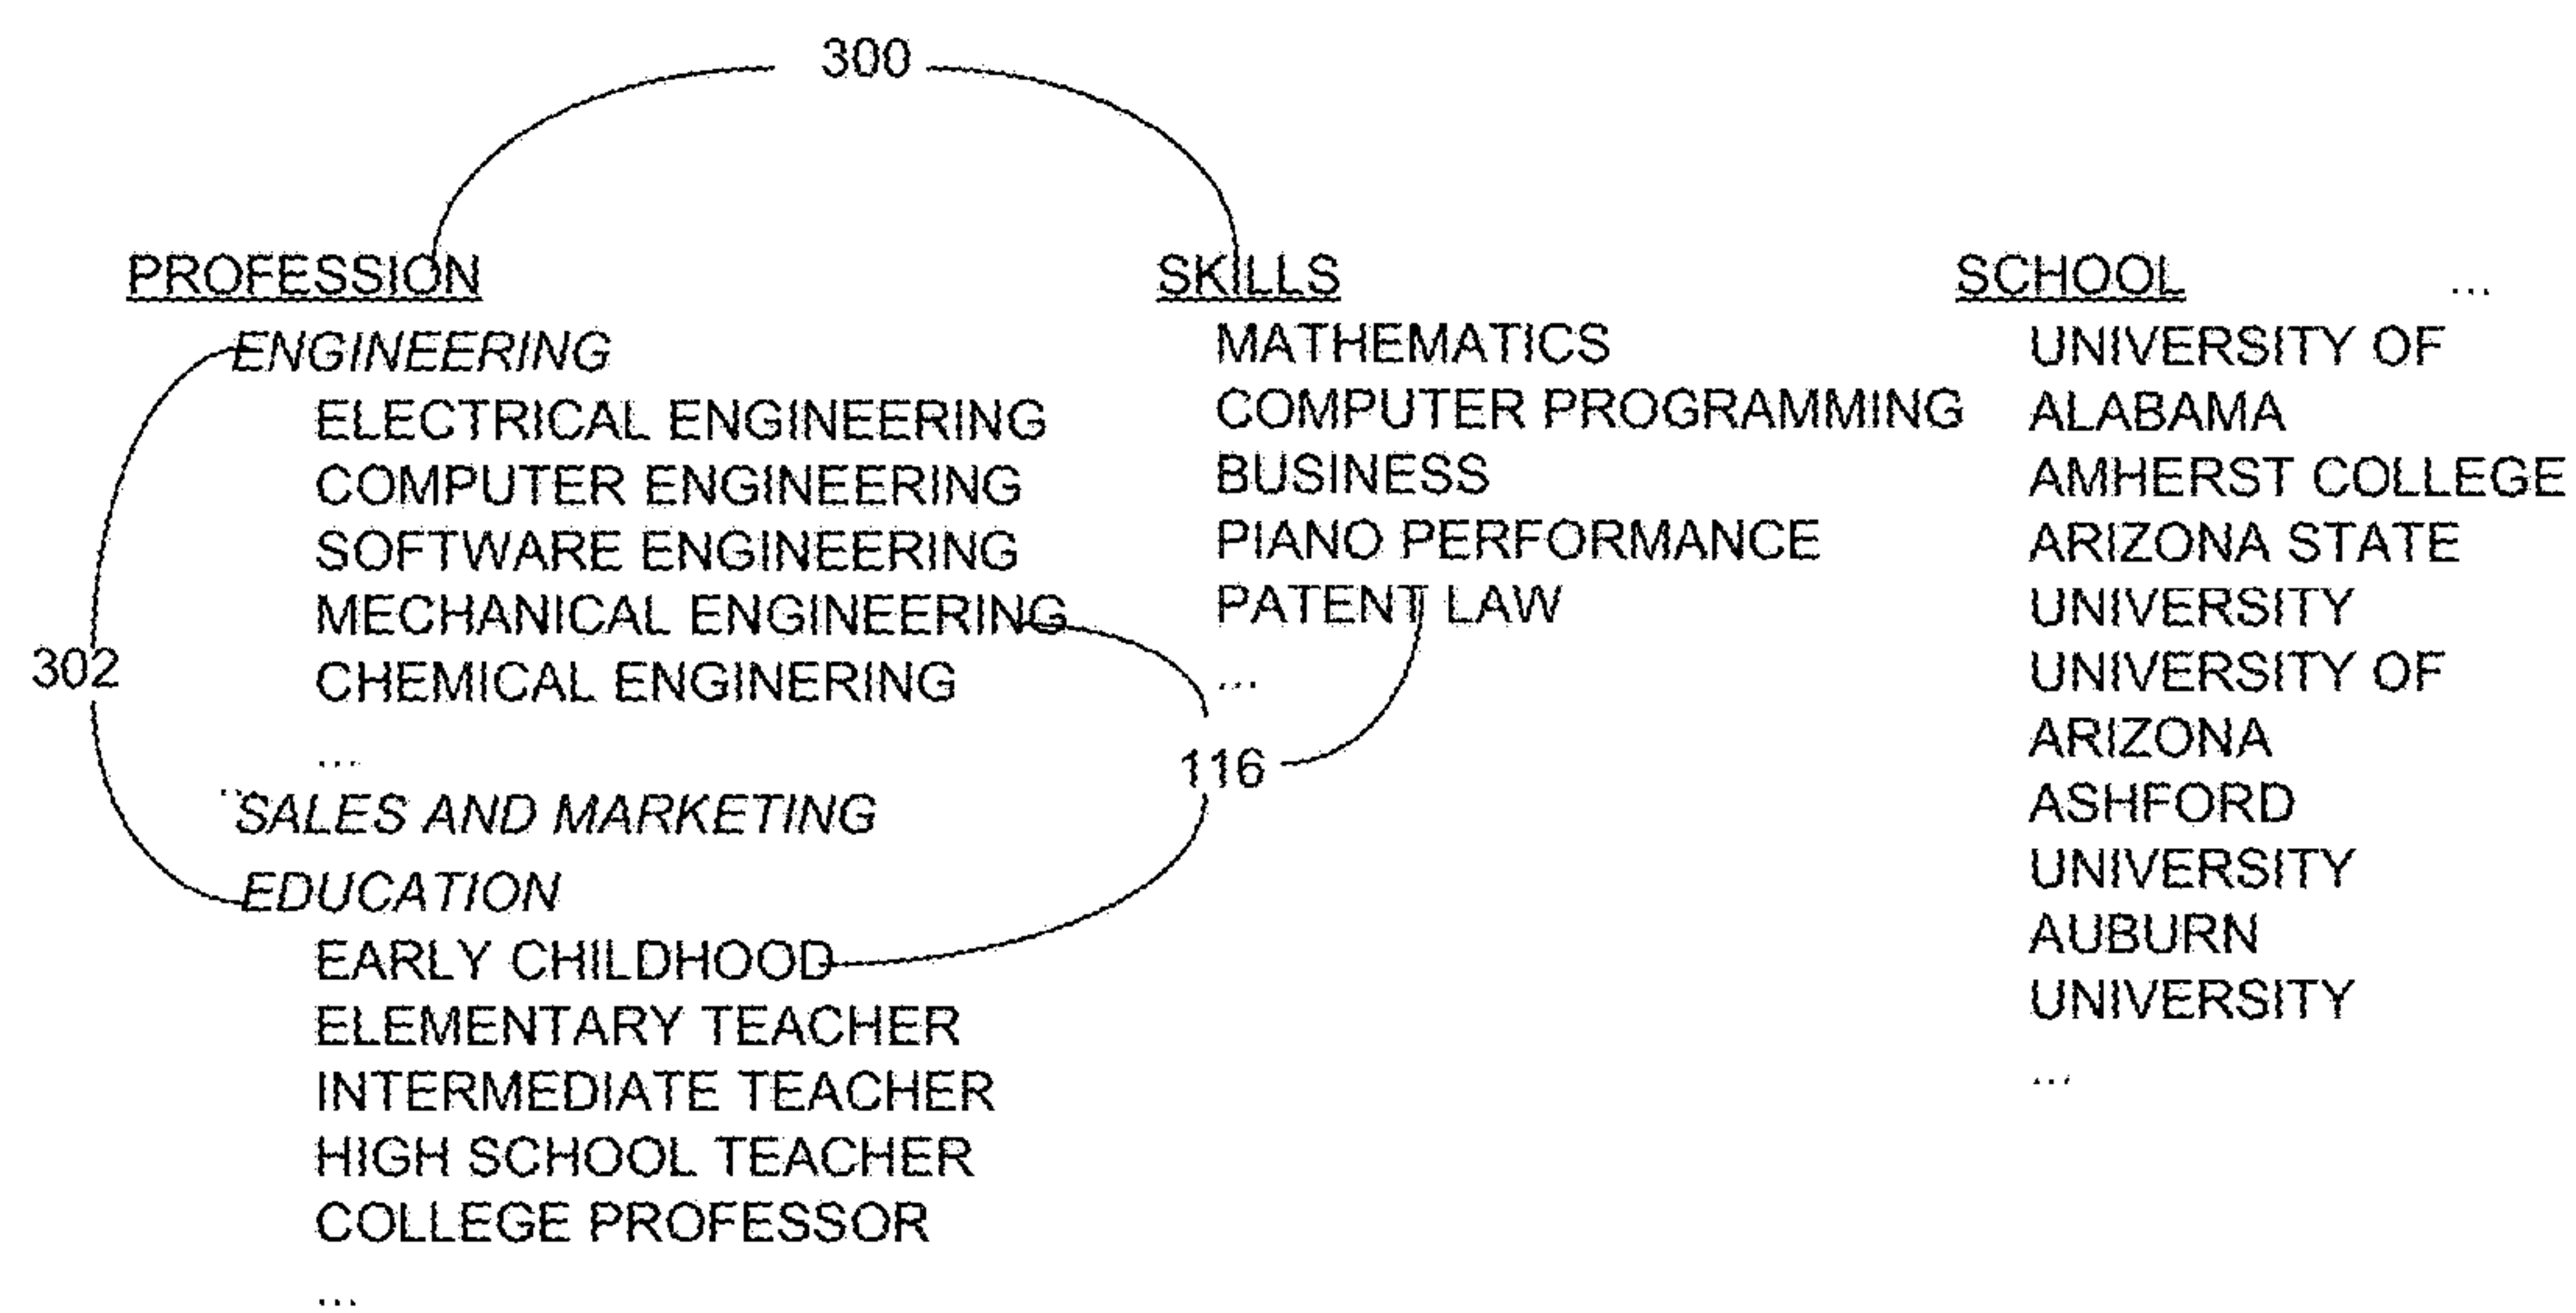 300
PROFESSION
ENGINEERING
ELECTRICAL ENGINEERING
COMPUTER ENGINEERING
SOFTWARE ENGINEERING
MECHANICAL ENGINEERING
CHEMICAL ENGINERING
...
SALES AND MARKETING
...
EDUCATION
EARLY CHILDHOOD
ELEMENTARY TEACHER
INTERMEDIATE TEACHER
HIGH SCHOOL TEACHER
COLLEGE PROFESSOR
...
302
SKILLS
MATHEMATICS
COMPUTER PROGRAMMING
BUSINESS
PIANO PERFORMANCE
PATENT LAW
...
116
SCHOOL
UNIVERSITY OF
ALABAMA
AMHERST COLLEGE
ARIZONA STATE
UNIVERSITY
UNIVERSITY OF
ARIZONA
ASHFORD
UNIVERSITY
AUBURN
UNIVERSITY
...
...